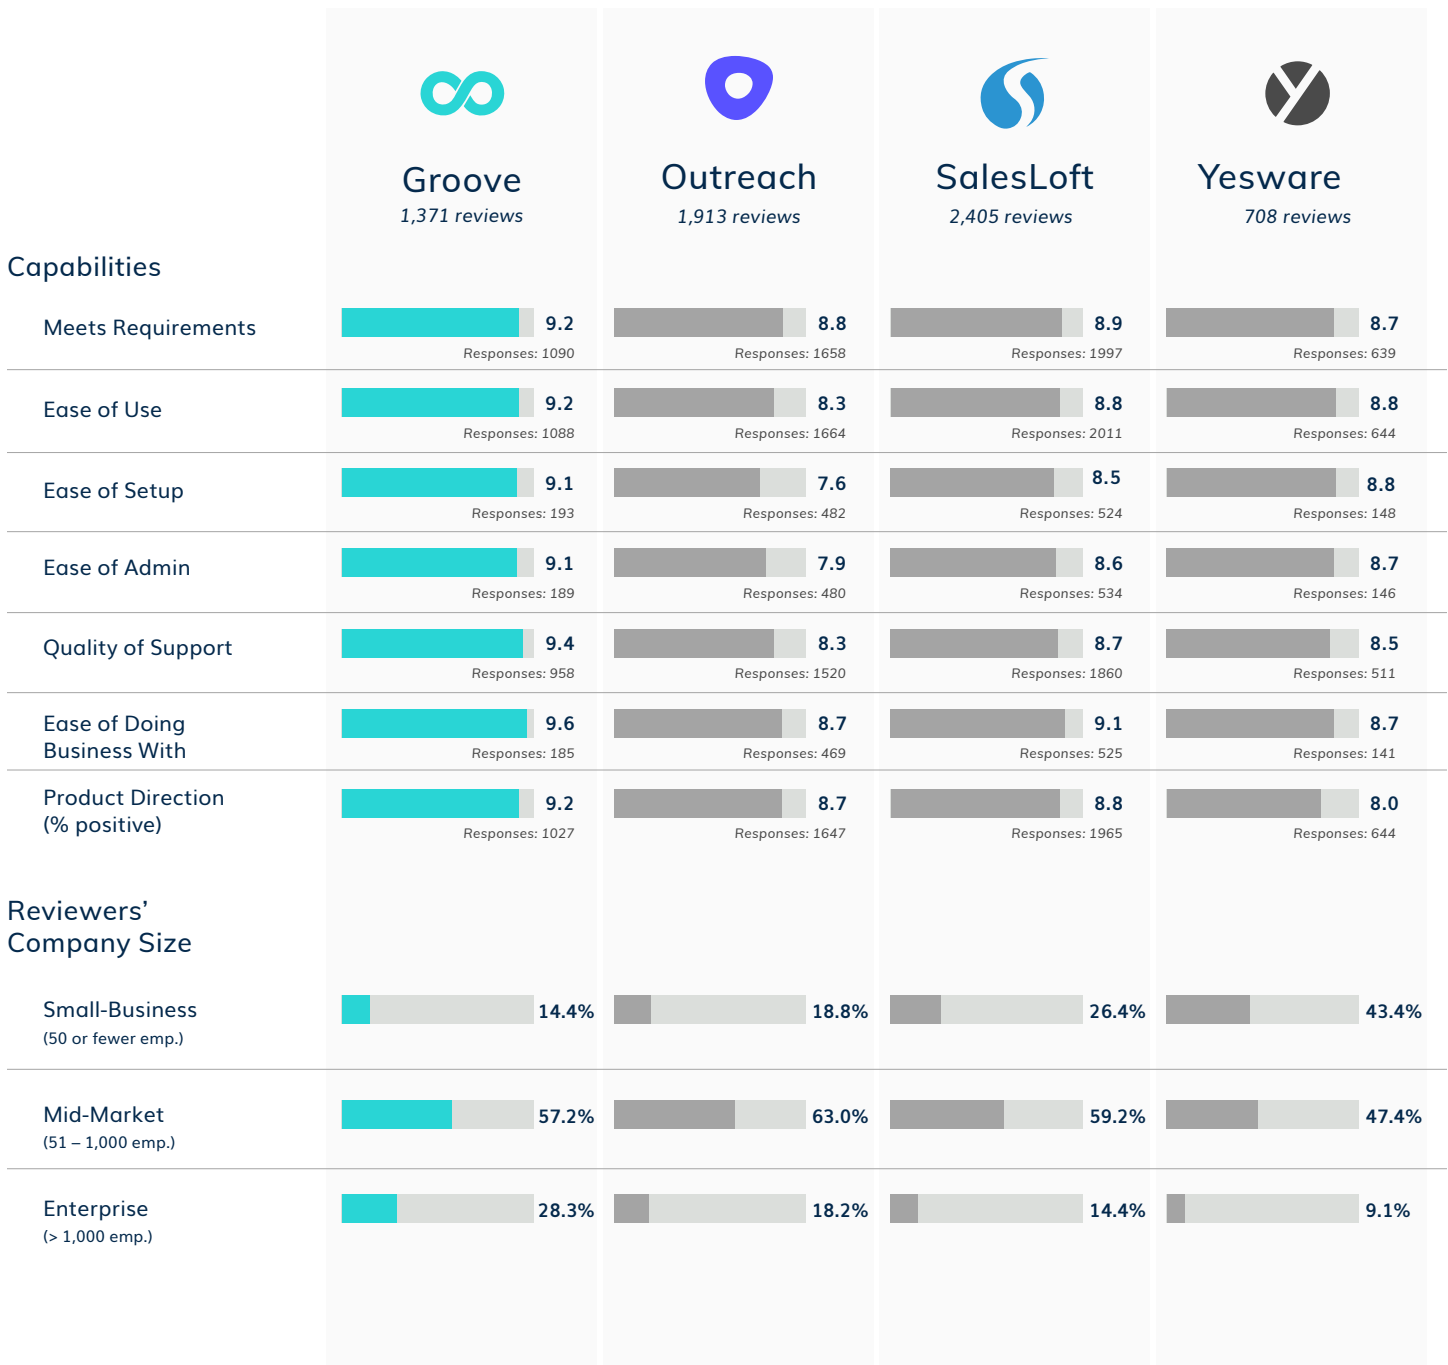 Groove
Outreach
SalesLoft
Yesware
1,371 reviews
1,913 reviews
2,405 reviews
708 reviews
Capabilities
Meets Requirements
9.2
8.8
8.9
8.7
Responses: 1090
Responses: 1658
Responses: 1997
Responses: 639
Ease of Use
9.2
8.3
8.8
8.8
Responses: 1088
Responses: 1664
Responses: 2011
Responses: 644
Ease of Setup
9.1
7.6
8.5
8.8
Responses: 193
Responses: 482
Responses: 524
Responses: 148
Ease of Admin
9.1
7.9
8.6
8.7
Responses: 189
Responses: 480
Responses: 534
Responses: 146
Quality of Support
9.4
8.3
8.7
8.5
Responses: 958
Responses: 1520
Responses: 1860
Responses: 511
Ease of Doing
Business With
9.6
8.7
9.1
8.7
Responses: 185
Responses: 469
Responses: 525
Responses: 141
Product Direction
(% positive)
9.2
8.7
8.8
8.0
Responses: 1027
Responses: 1647
Responses: 1965
Responses: 644
Reviewers’
Company Size
Small-Business
(50 or fewer emp.)
14.4%
18.8%
26.4%
43.4%
Mid-Market
(51 – 1,000 emp.)
57.2%
63.0%
59.2%
47.4%
Enterprise
(> 1,000 emp.)
28.3%
18.2%
14.4%
9.1%